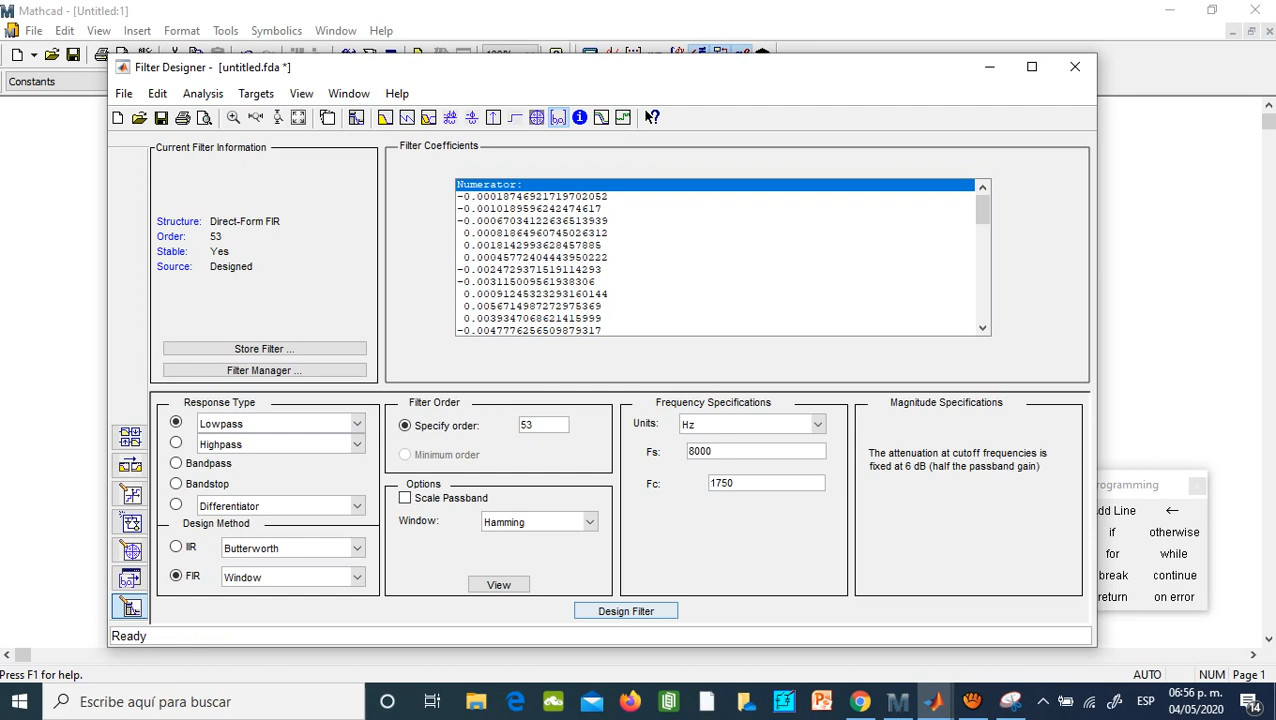 Mathcad - [Untitled:1]
File Edit View Insert Format Tools Symbolics Window Help
Constants
Filter Designer - [untitled.fda *]
File Edit Analysis Targets View Window Help
Current Filter Information
Structure: Direct-Form FIR
Order: 53
Stable: Yes
Source: Designed
Store Filter ...
Filter Manager ...
Filter Coefficients
Numerator:
-0.00018746921719702052
-0.0010189596242474617
-0.00067034122636513939
0.00081864960745026312
0.0018142993628457885
0.00045772404443950222
-0.0024729371519114293
-0.003115009561938306
0.00091245323293160144
0.0056714987272975369
0.0039347068621415999
-0.0047776256509879317
Response Type
Lowpass
Highpass
Bandpass
Bandstop
Differentiator
Design Method
IIR Butterworth
FIR Window
Filter Order
Specify order: 53
Minimum order
Options
Scale Passband
Window: Hamming
View
Frequency Specifications
Units: Hz
Fs: 8000
Fc: 1750
Magnitude Specifications
The attenuation at cutoff frequencies is
fixed at 6 dB (half the passband gain)
Design Filter
Ready
if otherwise
for while
break continue
return on error
Press F1 for help.
AUTO NUM Page 1
Escribe aquí para buscar
ESP
06:56 p. m.
04/05/2020
14